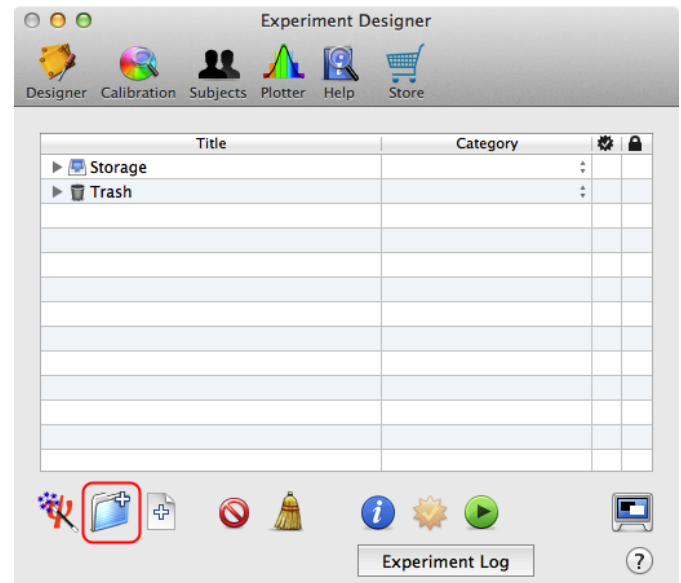 Experiment Designer
Designer Calibration Subjects Plotter Help Store
Title Category
Storage
Trash
Experiment Log ?